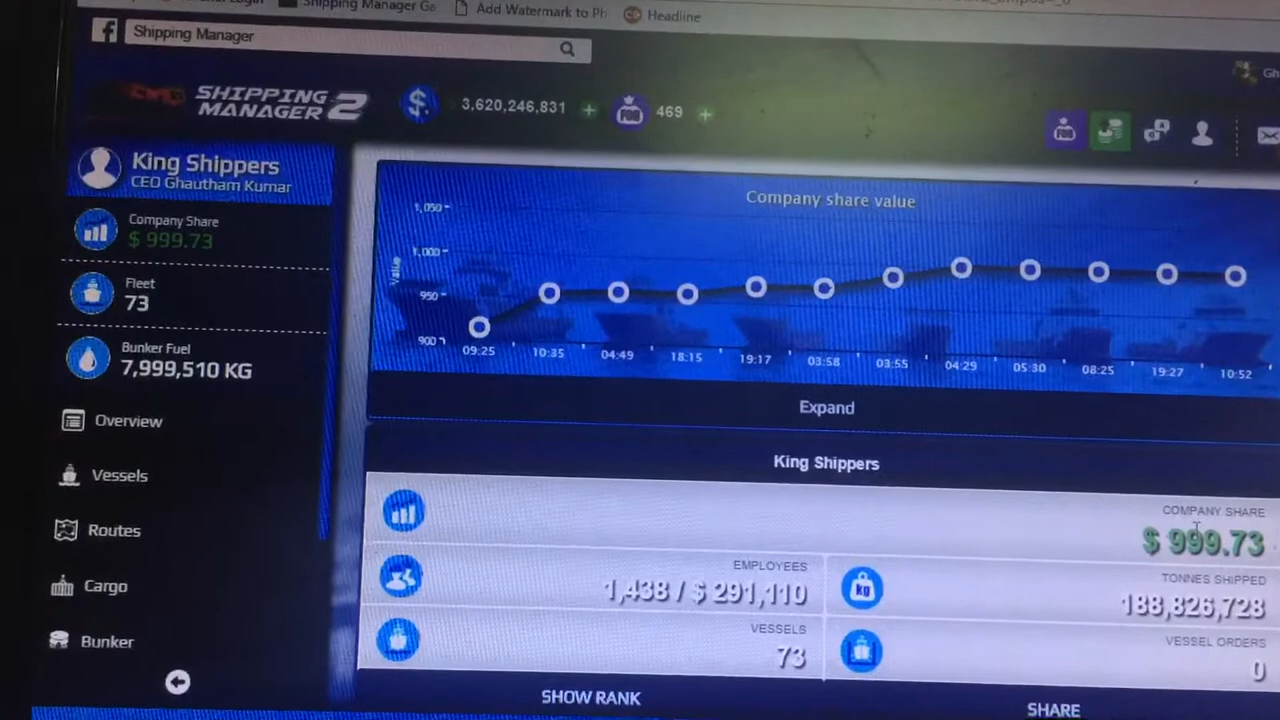 Shipping Manager Ga
Add Watermark to Ph
Headline
Shipping Manager
SHIPPING
MANAGER 2
3,620,246,831 +
469 +
Gh
King Shippers
CEO Ghautham Kumar
Company Share
$ 999.73
Fleet
73
Bunker Fuel
7,999,510 KG
Overview
Vessels
Routes
Cargo
Bunker
Company share value
Value
1,050
1,000
950
900
09:25 10:35 04:49 18:15 19:17 03:58 03:55 04:29 05:30 08:25 19:27 10:52
Expand
King Shippers
COMPANY SHARE
$ 999.73
EMPLOYEES
1,438 / $ 291,110
TONNES SHIPPED
188,826,728
VESSELS
73
VESSEL ORDERS
0
SHOW RANK
SHARE